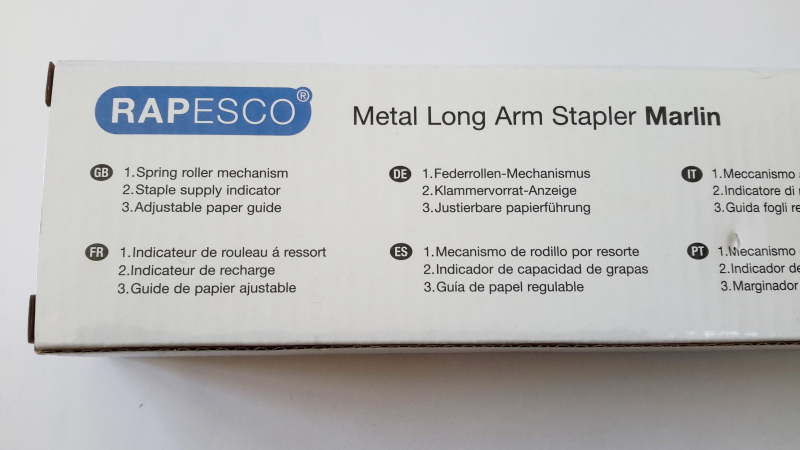 RAPESCO®
Metal Long Arm Stapler Marlin
GB 1.Spring roller mechanism
2.Staple supply indicator
3.Adjustable paper guide
DE 1.Federrollen-Mechanismus
2.Klammervorrat-Anzeige
3.Justierbare papierführung
IT 1.Meccanismo
2.Indicatore di
3.Guida fogli
FR 1.Indicateur de rouleau á ressort
2.Indicateur de recharge
3.Guide de papier ajustable
ES 1.Mecanismo de rodillo por resorte
2.Indicador de capacidad de grapas
3.Guía de papel regulable
PT 1.Mecanismo
2.Indicador
3.Marginador